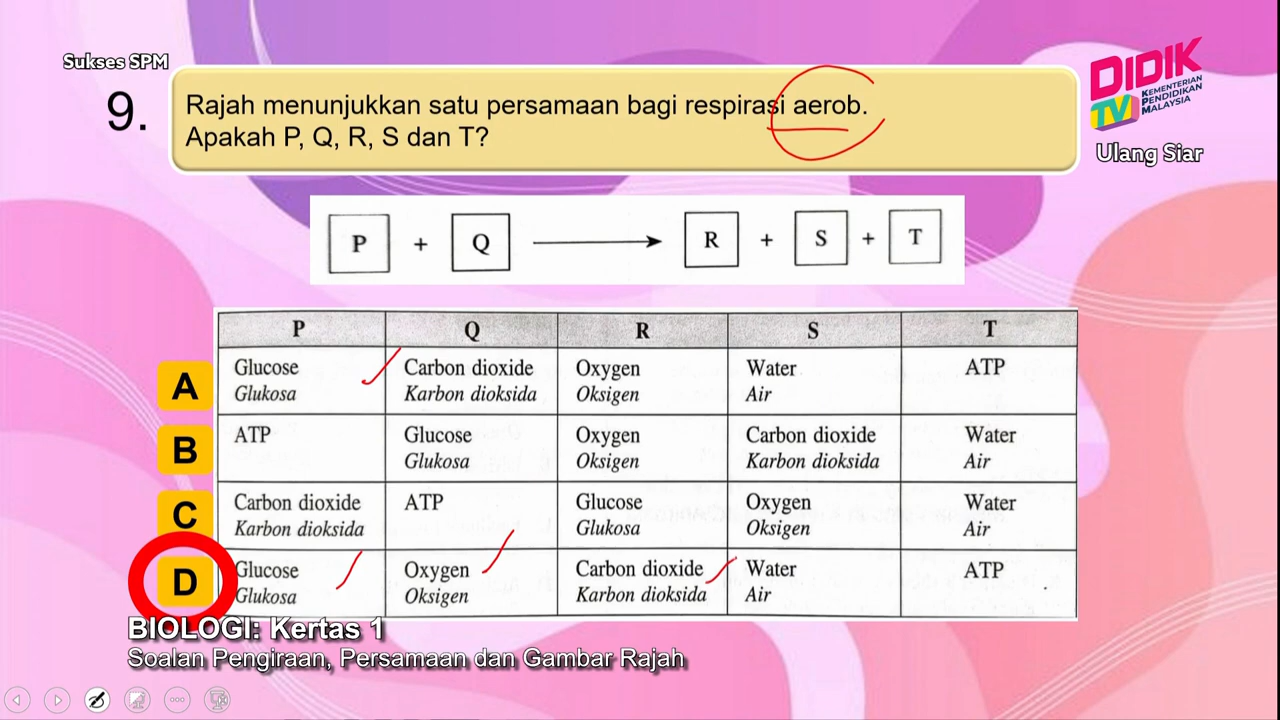 Sukses SPM
9.
Rajah menunjukkan satu persamaan bagi respirasi aerob.
Apakah P, Q, R, S dan T?
DIDIK
TV
KEMENTERIAN
PENDIDIKAN
MALAYSIA
Ulang Siar
P + Q R + S + T
P Q R S T
A
Glucose Carbon dioxide Oxygen Water ATP
Glukosa Karbon dioksida Oksigen Air
B
ATP Glucose Oxygen Carbon dioxide Water
Glukosa Oksigen Karbon dioksida Air
C
Carbon dioxide ATP Glucose Oxygen Water
Karbon dioksida Glukosa Oksigen Air
D
Glucose Oxygen Carbon dioxide Water ATP
Glukosa Oksigen Karbon dioksida Air
BIOLOGI: Kertas 1
Soalan Pengiraan, Persamaan dan Gambar Rajah